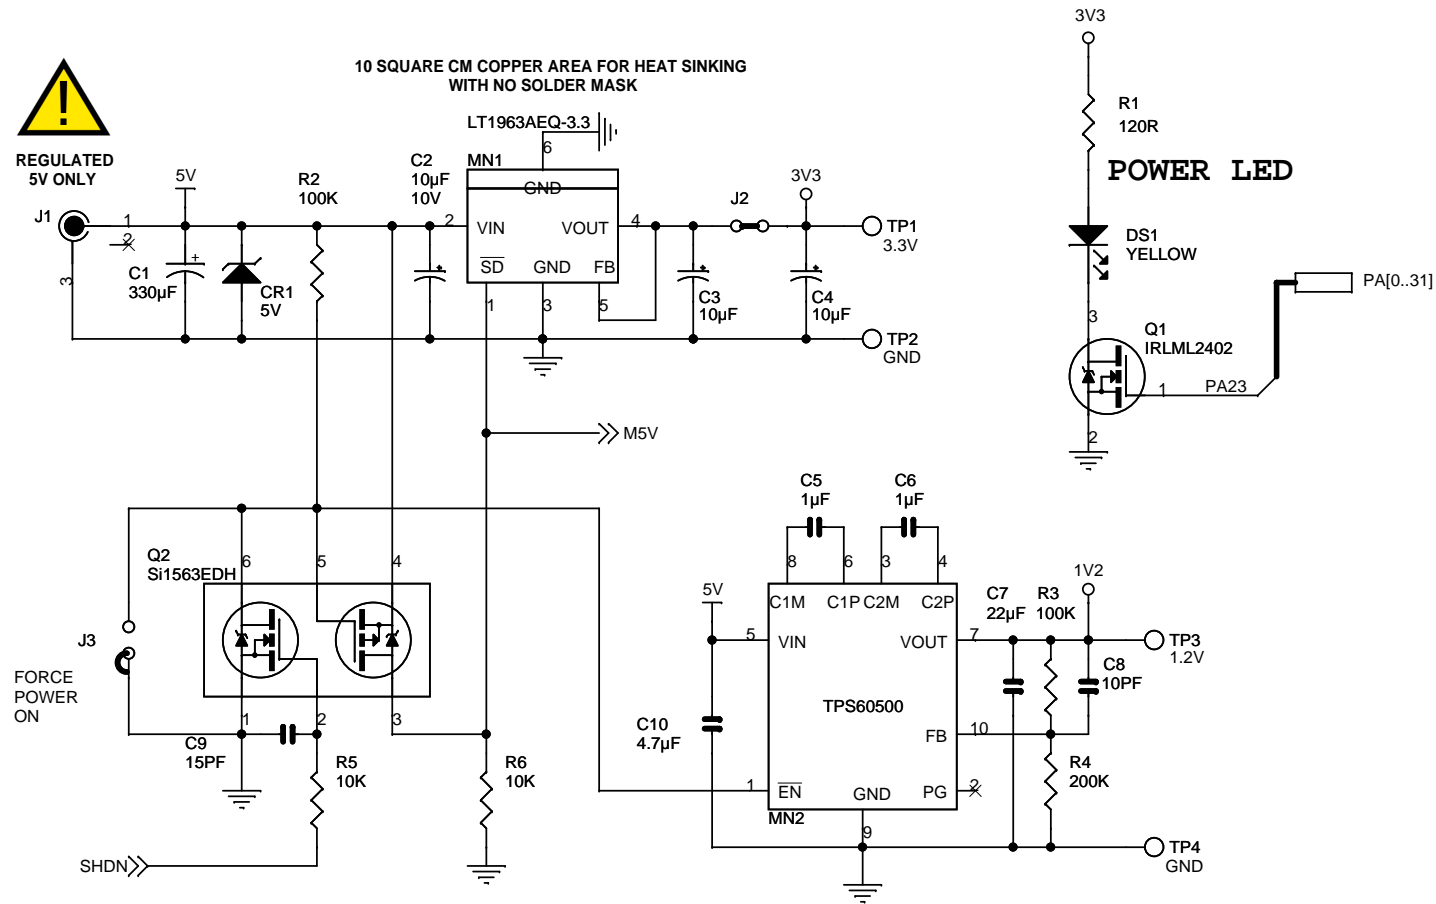 REGULATED
5V ONLY
10 SQUARE CM COPPER AREA FOR HEAT SINKING
WITH NO SOLDER MASK
LT1963AEQ-3.3
MN1
6
GND
J1
1
2
3
5V
C1
330µF
CR1
5V
R2
100K
C2
10µF
10V
2
VIN
VOUT
4
SD
GND
FB
1
3
5
J2
3V3
C3
10µF
C4
10µF
TP1
3.3V
TP2
GND
M5V
3V3
R1
120R
POWER LED
DS1
YELLOW
PA[0..31]
3
Q1
IRLML2402
1
PA23
2
Q2
Si1563EDH
6
5
4
J3
FORCE
POWER
ON
1
2
3
C9
15PF
R5
10K
R6
10K
SHDN
C5
1µF
C6
1µF
8
6
3
4
C1M
C1P
C2M
C2P
5V
5
VIN
VOUT
7
TPS60500
C10
4.7µF
FB
10
1
EN
GND
PG
2
MN2
9
C7
22µF
R3
100K
1V2
C8
10PF
R4
200K
TP3
1.2V
TP4
GND